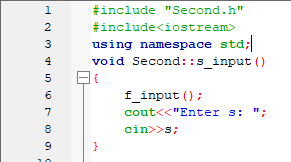 1 #include "Second.h"
2 #include<iostream>
3 using namespace std;
4 void Second::s_input()
5 {
6 f_input();
7 cout<<"Enter s: ";
8 cin>>s;
9 }